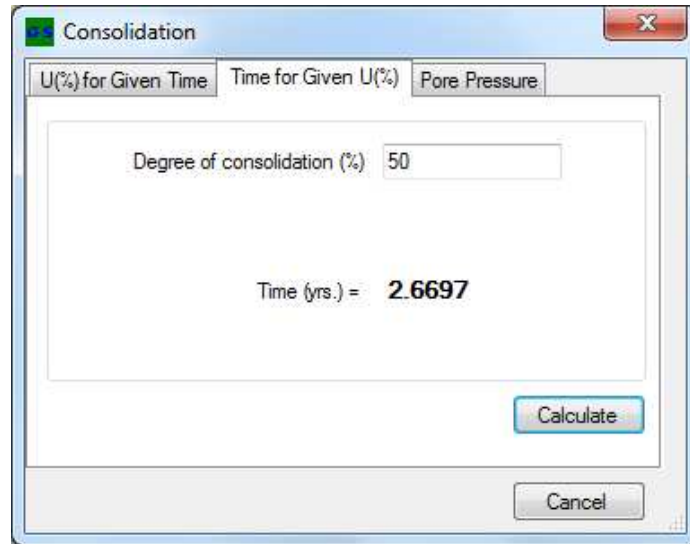 GS Consolidation
U(%) for Given Time Time for Given U(%) Pore Pressure
Degree of consolidation (%) 50
Time (yrs.) = 2.6697
Calculate
Cancel